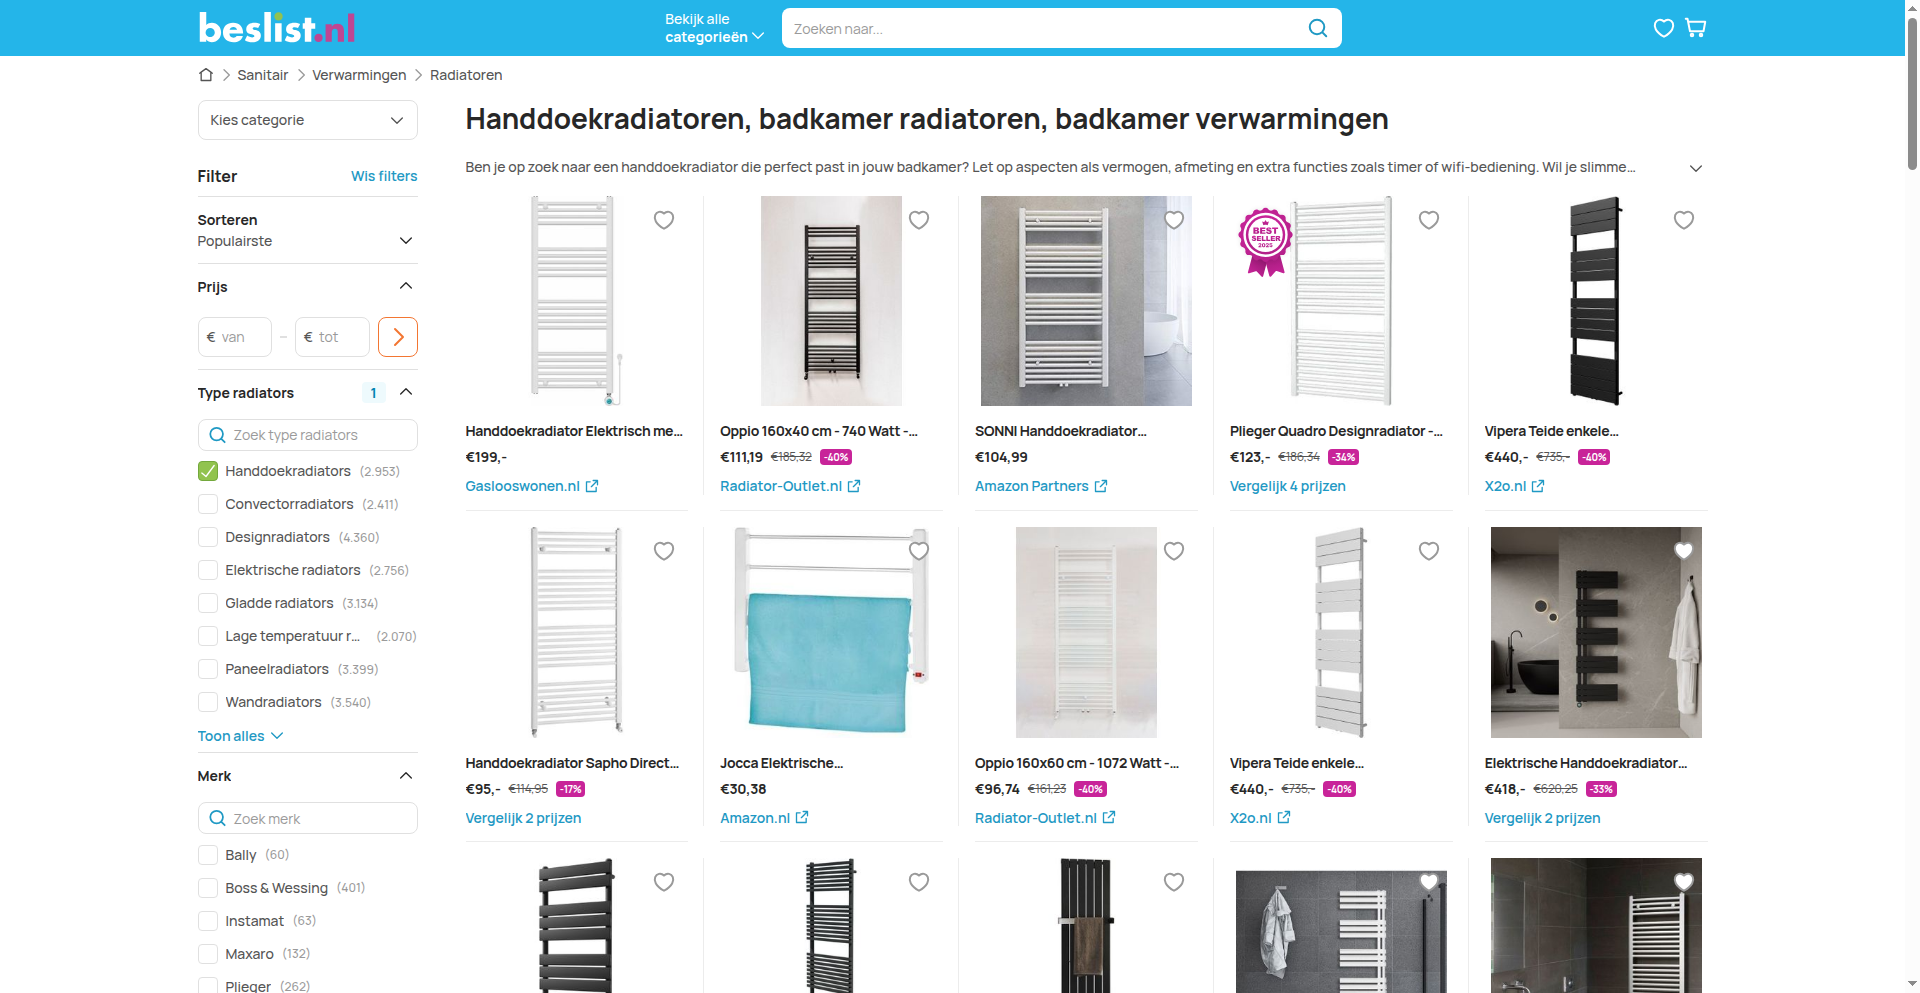 beslist.nl
Bekijk alle
categorieën
Zoeken naar...
Sanitair
Verwarmingen
Radiatoren
Kies categorie
Filter
Wis filters
Sorteren
Populairste
Prijs
€ van
–
€ tot
Type radiators
1
Zoek type radiators
Handdoekradiators (2.953)
Convectorradiators (2.411)
Designradiators (4.360)
Elektrische radiators (2.756)
Gladde radiators (3.134)
Lage temperatuur r... (2.070)
Paneelradiators (3.399)
Wandradiators (3.540)
Toon alles
Merk
Zoek merk
Bally (60)
Boss & Wessing (401)
Instamat (63)
Maxaro (132)
Plieger (262)
Handdoekradiatoren, badkamer radiatoren, badkamer verwarmingen
Ben je op zoek naar een handdoekradiator die perfect past in jouw badkamer? Let op aspecten als vermogen, afmeting en extra functies zoals timer of wifi-bediening. Wil je slimme...
Handdoekradiator Elektrisch me...
€199,-
Gaslooswonen.nl
Oppio 160x40 cm - 740 Watt -...
€111,19 €185,32 -40%
Radiator-Outlet.nl
SONNI Handdoekradiator...
€104,99
Amazon Partners
BEST
SELLER
2025
Plieger Quadro Designradiator -...
€123,- €186,34 -34%
Vergelijk 4 prijzen
Vipera Teide enkele...
€440,- €735,- -40%
X2o.nl
Handdoekradiator Sapho Direct...
€95,- €114,95 -17%
Vergelijk 2 prijzen
Jocca Elektrische...
€30,38
Amazon.nl
Oppio 160x60 cm - 1072 Watt -...
€96,74 €161,23 -40%
Radiator-Outlet.nl
Vipera Teide enkele...
€440,- €735,- -40%
X2o.nl
Elektrische Handdoekradiator...
€418,- €620,25 -33%
Vergelijk 2 prijzen